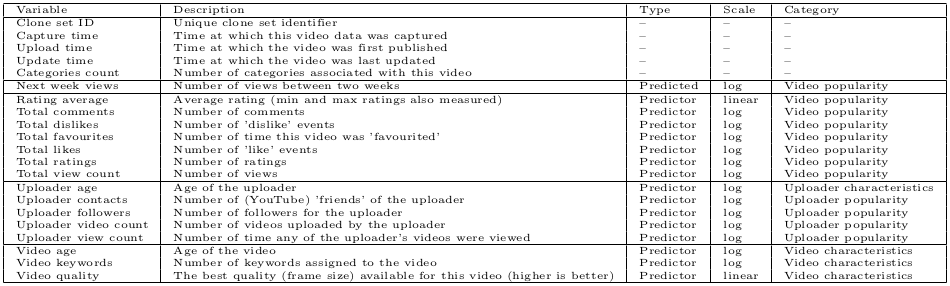 Variable Description Type Scale Category
Clone set ID Unique clone set identifier – – –
Capture time Time at which this video data was captured – – –
Upload time Time at which the video was first published – – –
Update time Time at which the video was last updated – – –
Categories count Number of categories associated with this video – – –
Next week views Number of views between two weeks Predicted log Video popularity
Rating average Average rating (min and max ratings also measured) Predictor linear Video popularity
Total comments Number of comments Predictor log Video popularity
Total dislikes Number of 'dislike' events Predictor log Video popularity
Total favourites Number of time this was 'favourited' Predictor log Video popularity
Total likes Number of 'like' events Predictor log Video popularity
Total ratings Number of ratings Predictor log Video popularity
Total view count Number of views Predictor log Video popularity
Uploader age Age of the uploader Predictor log Uploader characteristics
Uploader contacts Number of (YouTube) 'friends' of the uploader Predictor log Uploader popularity
Uploader followers Number of followers for the uploader Predictor log Uploader popularity
Uploader video count Number of videos uploaded by the uploader Predictor log Uploader popularity
Uploader view count Number of time any of the uploader's videos were viewed Predictor log Uploader popularity
Video age Age of the video Predictor log Video characteristics
Video keywords Number of keywords assigned to the video Predictor log Video characteristics
Video quality The best quality (frame size) available for this video (higher is better) Predictor linear Video characteristics